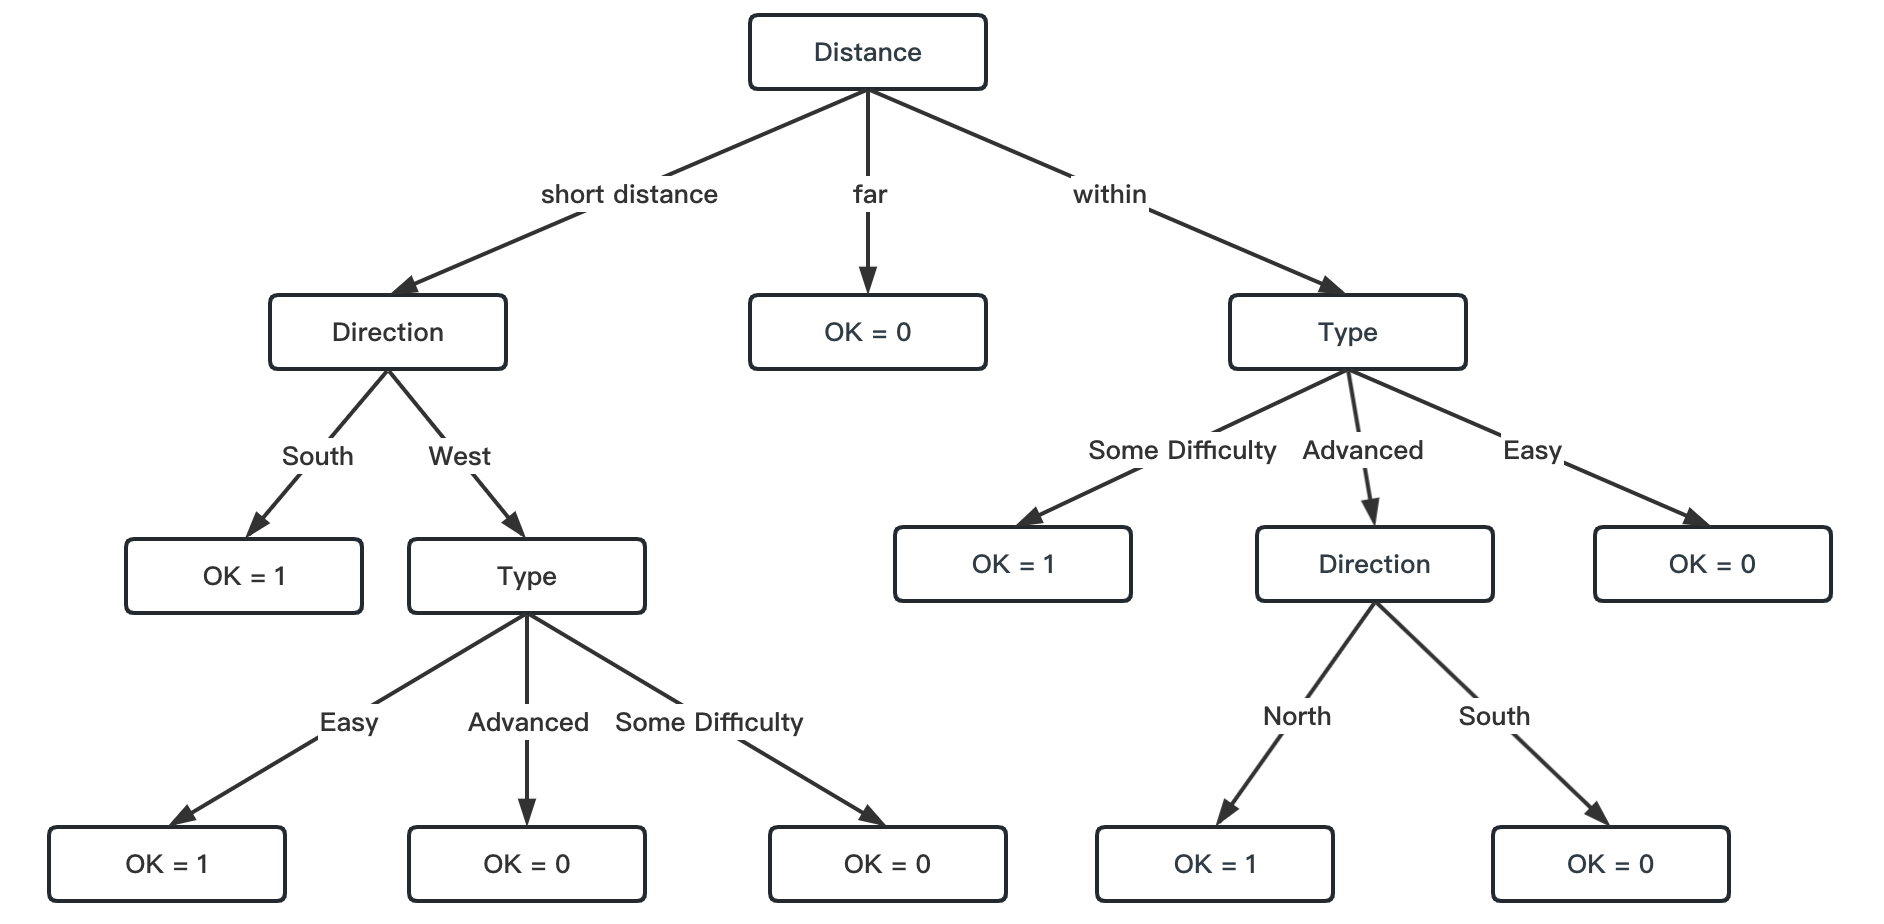 Distance
short distance
far
within
Direction
OK = 0
Type
South
West
Some Difficulty
Advanced
Easy
OK = 1
Type
OK = 1
Direction
OK = 0
Easy
Advanced
Some Difficulty
North
South
OK = 1
OK = 0
OK = 0
OK = 1
OK = 0